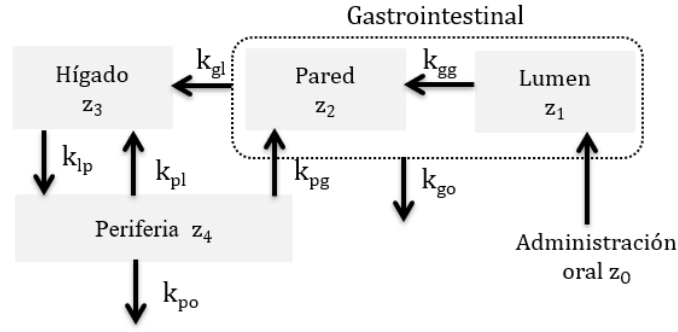 Gastrointestinal
Hígado
z₃
k_gl
Pared
z₂
k_gg
Lumen
z₁
k_lp
k_pl
k_pg
k_go
Periferia z₄
Administración
oral z₀
k_po